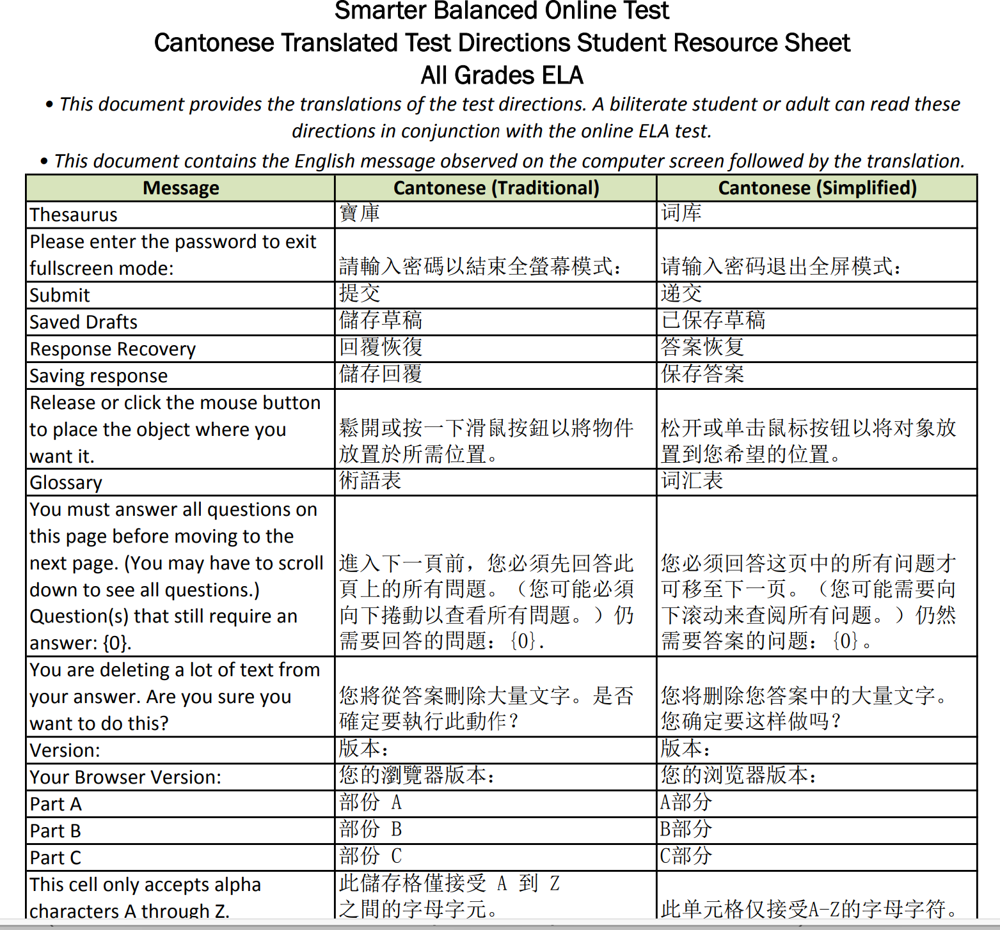 Smarter Balanced Online Test
Cantonese Translated Test Directions Student Resource Sheet
All Grades ELA
• This document provides the translations of the test directions. A biliterate student or adult can read these
directions in conjunction with the online ELA test.
• This document contains the English message observed on the computer screen followed by the translation.
Message
Cantonese (Traditional)
Cantonese (Simplified)
Thesaurus
寶庫
词库
Please enter the password to exit
fullscreen mode:
請輸入密碼以結束全螢幕模式：
请输入密码退出全屏模式：
Submit
提交
递交
Saved Drafts
儲存草稿
已保存草稿
Response Recovery
回覆恢復
答案恢复
Saving response
儲存回覆
保存答案
Release or click the mouse button
to place the object where you
want it.
鬆開或按一下滑鼠按鈕以將物件
放置於所需位置。
松开或单击鼠标按钮以将对象放
置到您希望的位置。
Glossary
術語表
词汇表
You must answer all questions on
this page before moving to the
next page. (You may have to scroll
down to see all questions.)
Question(s) that still require an
answer: {0}.
進入下一頁前，您必須先回答此
頁上的所有問題。（您可能必須
向下捲動以查看所有問題。）仍
需要回答的問題：{0}.
您必须回答这页中的所有问题才
可移至下一页。（您可能需要向
下滚动来查阅所有问题。）仍然
需要答案的问题：{0}。
You are deleting a lot of text from
your answer. Are you sure you
want to do this?
您將從答案刪除大量文字。是否
確定要執行此動作？
您将删除您答案中的大量文字。
您确定要这样做吗？
Version:
版本：
版本：
Your Browser Version:
您的瀏覽器版本：
您的浏览器版本：
Part A
部份 A
A部分
Part B
部份 B
B部分
Part C
部份 C
C部分
This cell only accepts alpha
characters A through Z.
此儲存格僅接受 A 到 Z
之間的字母字元。
此单元格仅接受A-Z的字母字符。